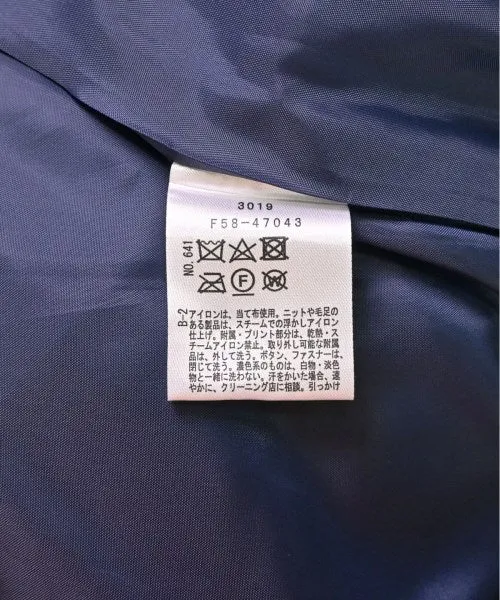 3019
F58-47043
NO. 641
F
W
B-2
アイロンは、当て布使用。ニットや毛足の
ある製品は、スチームでの浮かしアイロン
仕上げ。附属・プリント部分は、乾熱・ス
チームアイロン禁止。取り外し可能な附属
品は、外して洗う。ボタン、ファスナーは、
閉じて洗う。濃色系のものは、白物・淡色
物と一緒に洗わない。汗をかいた場合、速
やかに、クリーニング店に相談。引っかけ